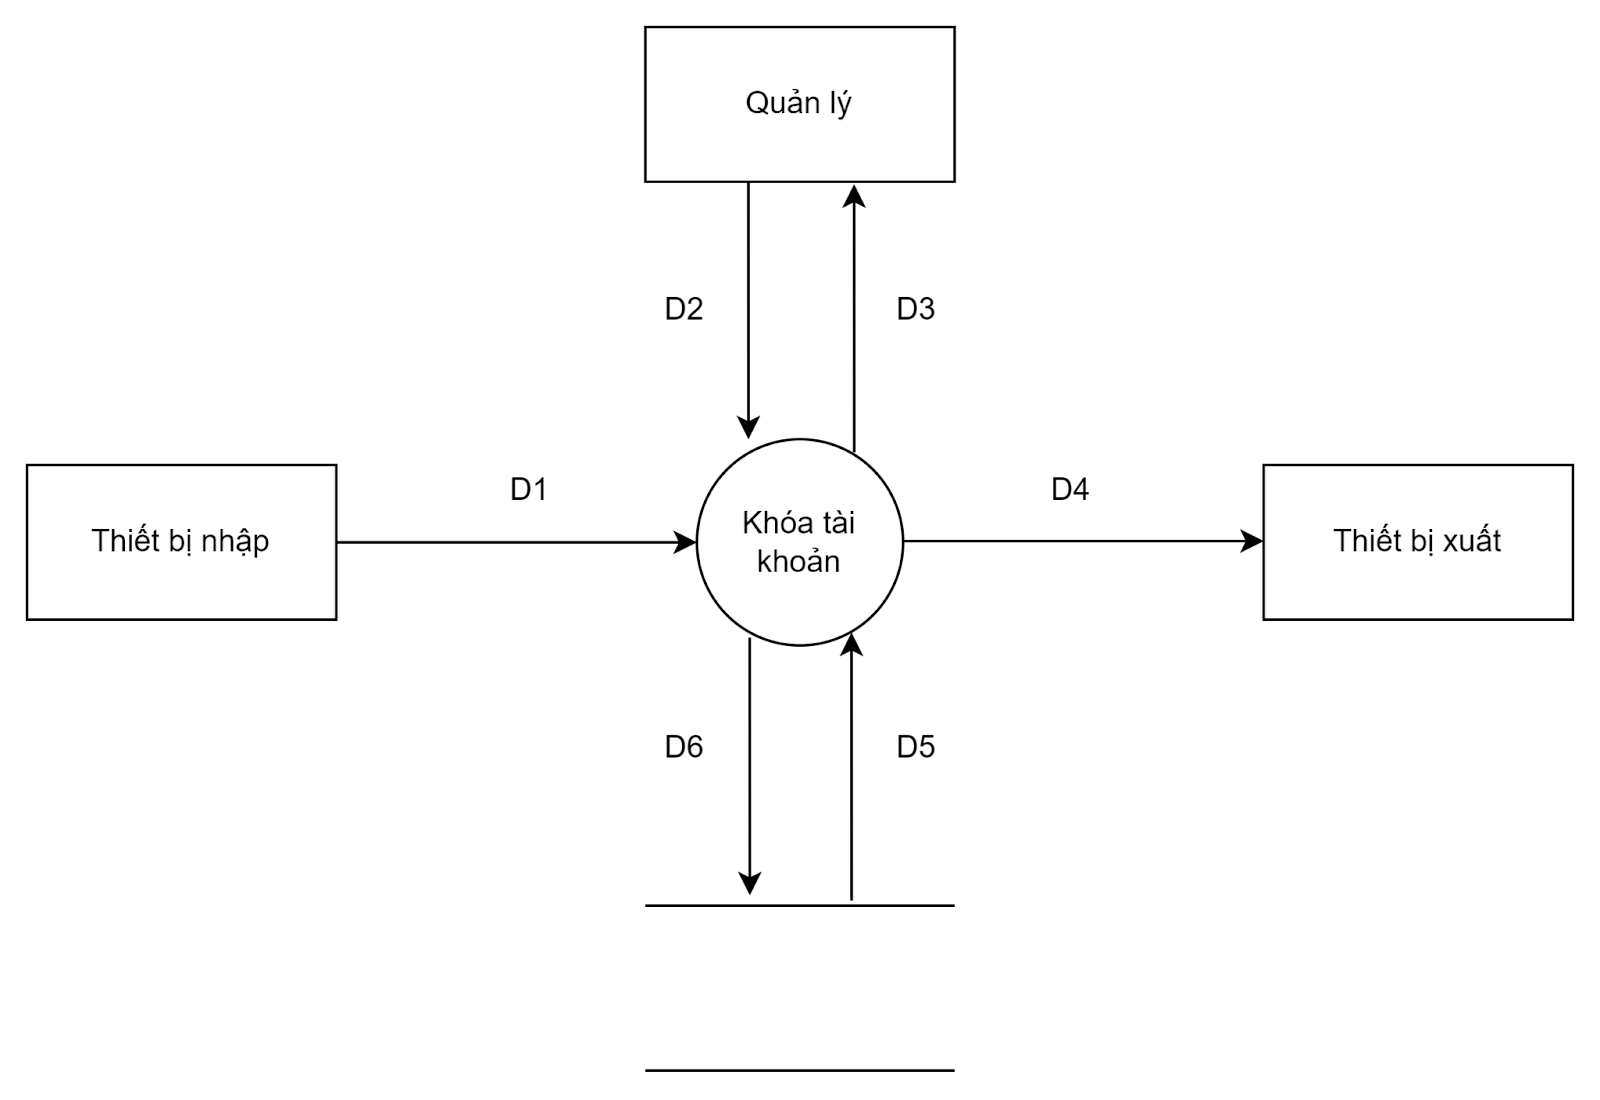 Quản lý
D2
D3
Thiết bị nhập
D1
Khóa tài
khoản
D4
Thiết bị xuất
D6
D5